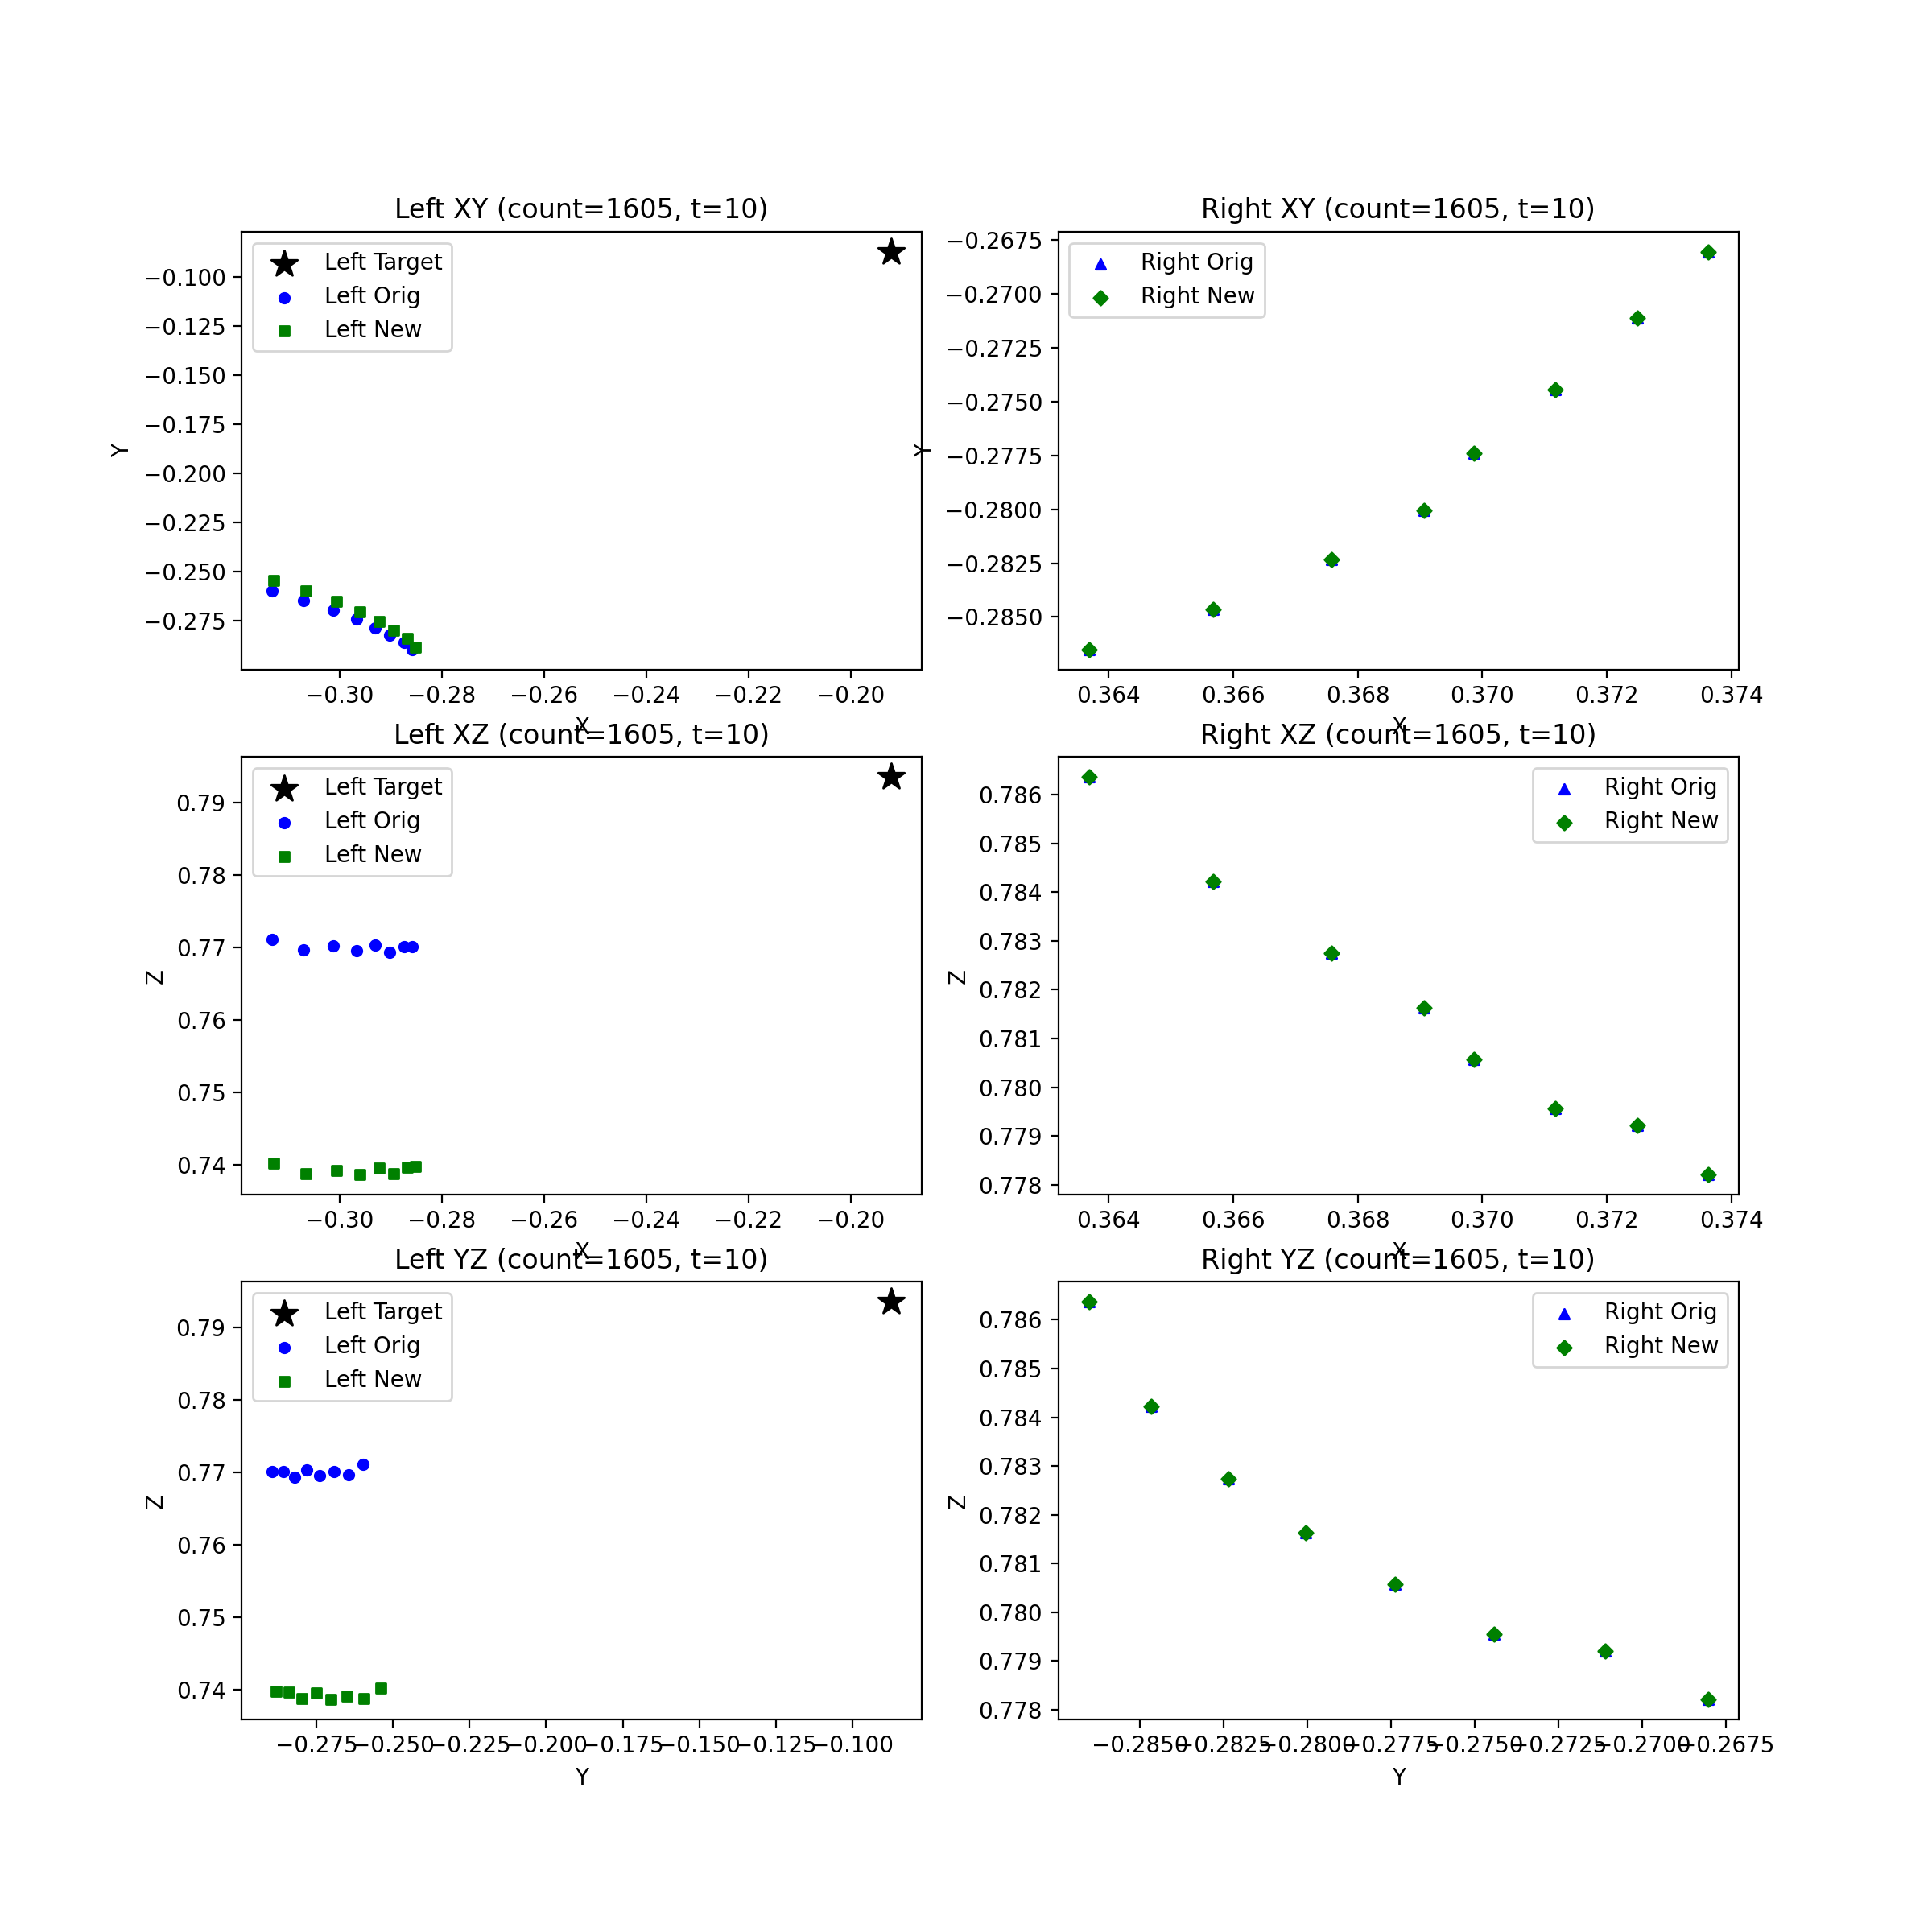 Left XY (count=1605, t=10)
Left Target
Left Orig
Left New
−0.100
−0.125
−0.150
−0.175
−0.200
−0.225
−0.250
−0.275
Y
−0.30 −0.28 −0.26 −0.24 −0.22 −0.20
X
Right XY (count=1605, t=10)
Right Orig
Right New
−0.2675
−0.2700
−0.2725
−0.2750
−0.2775
−0.2800
−0.2825
−0.2850
Y
0.364 0.366 0.368 0.370 0.372 0.374
X
Left XZ (count=1605, t=10)
Left Target
Left Orig
Left New
0.79
0.78
0.77
0.76
0.75
0.74
Z
−0.30 −0.28 −0.26 −0.24 −0.22 −0.20
X
Right XZ (count=1605, t=10)
Right Orig
Right New
0.786
0.785
0.784
0.783
0.782
0.781
0.780
0.779
0.778
Z
0.364 0.366 0.368 0.370 0.372 0.374
X
Left YZ (count=1605, t=10)
Left Target
Left Orig
Left New
0.79
0.78
0.77
0.76
0.75
0.74
Z
−0.275 −0.250 −0.225 −0.200 −0.175 −0.150 −0.125 −0.100
Y
Right YZ (count=1605, t=10)
Right Orig
Right New
0.786
0.785
0.784
0.783
0.782
0.781
0.780
0.779
0.778
Z
−0.2850 −0.2825 −0.2800 −0.2775 −0.2750 −0.2725 −0.2700 −0.2675
Y